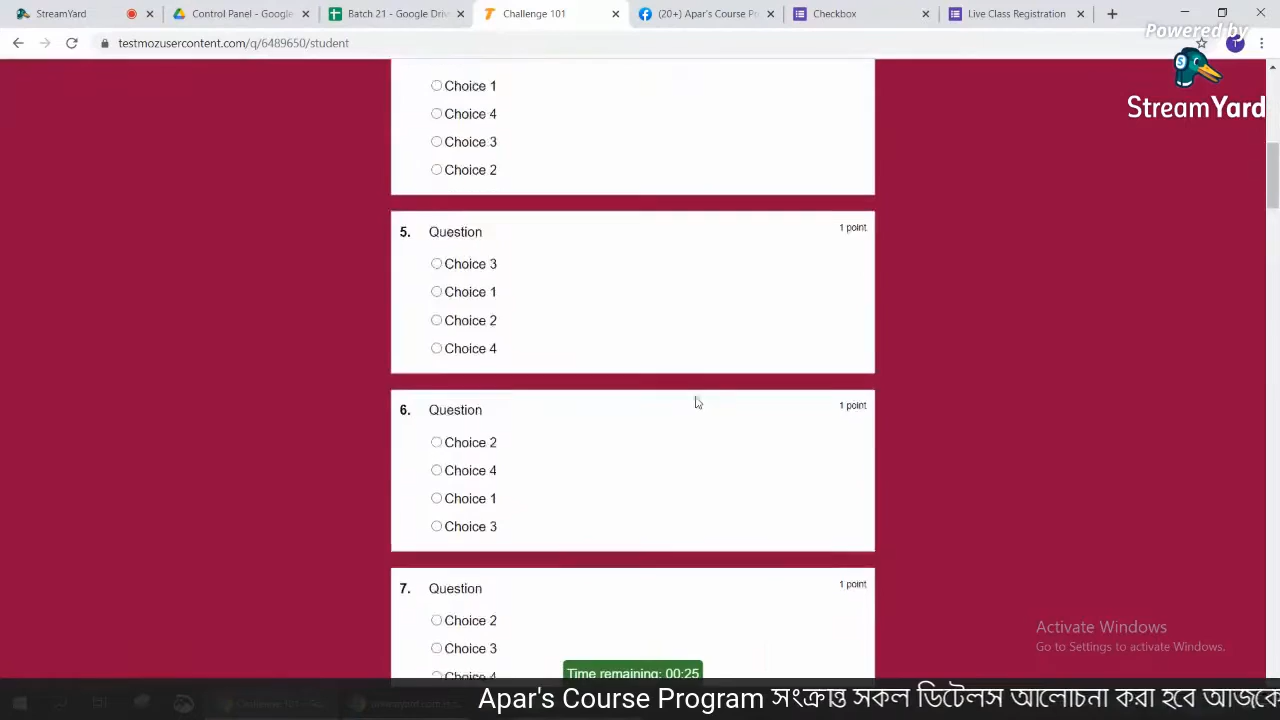 StreamYard
Control Panel - Google
Batch 21 - Google Driv
Challenge 101
(20+) Apar's Course P
Checkbox
Live Class Registration
testmozusercontent.com/q/6489650/student
T
Powered by
StreamYard
Choice 1
Choice 4
Choice 3
Choice 2
5. Question 1 point
Choice 3
Choice 1
Choice 2
Choice 4
6. Question 1 point
Choice 2
Choice 4
Choice 1
Choice 3
7. Question 1 point
Choice 2
Choice 3
Choice 4
Time remaining: 00:25
Activate Windows
Go to Settings to activate Windows.
Apar's Course Program সংক্রান্ত সকল ডিটেলস আলোচনা করা হবে আজকে